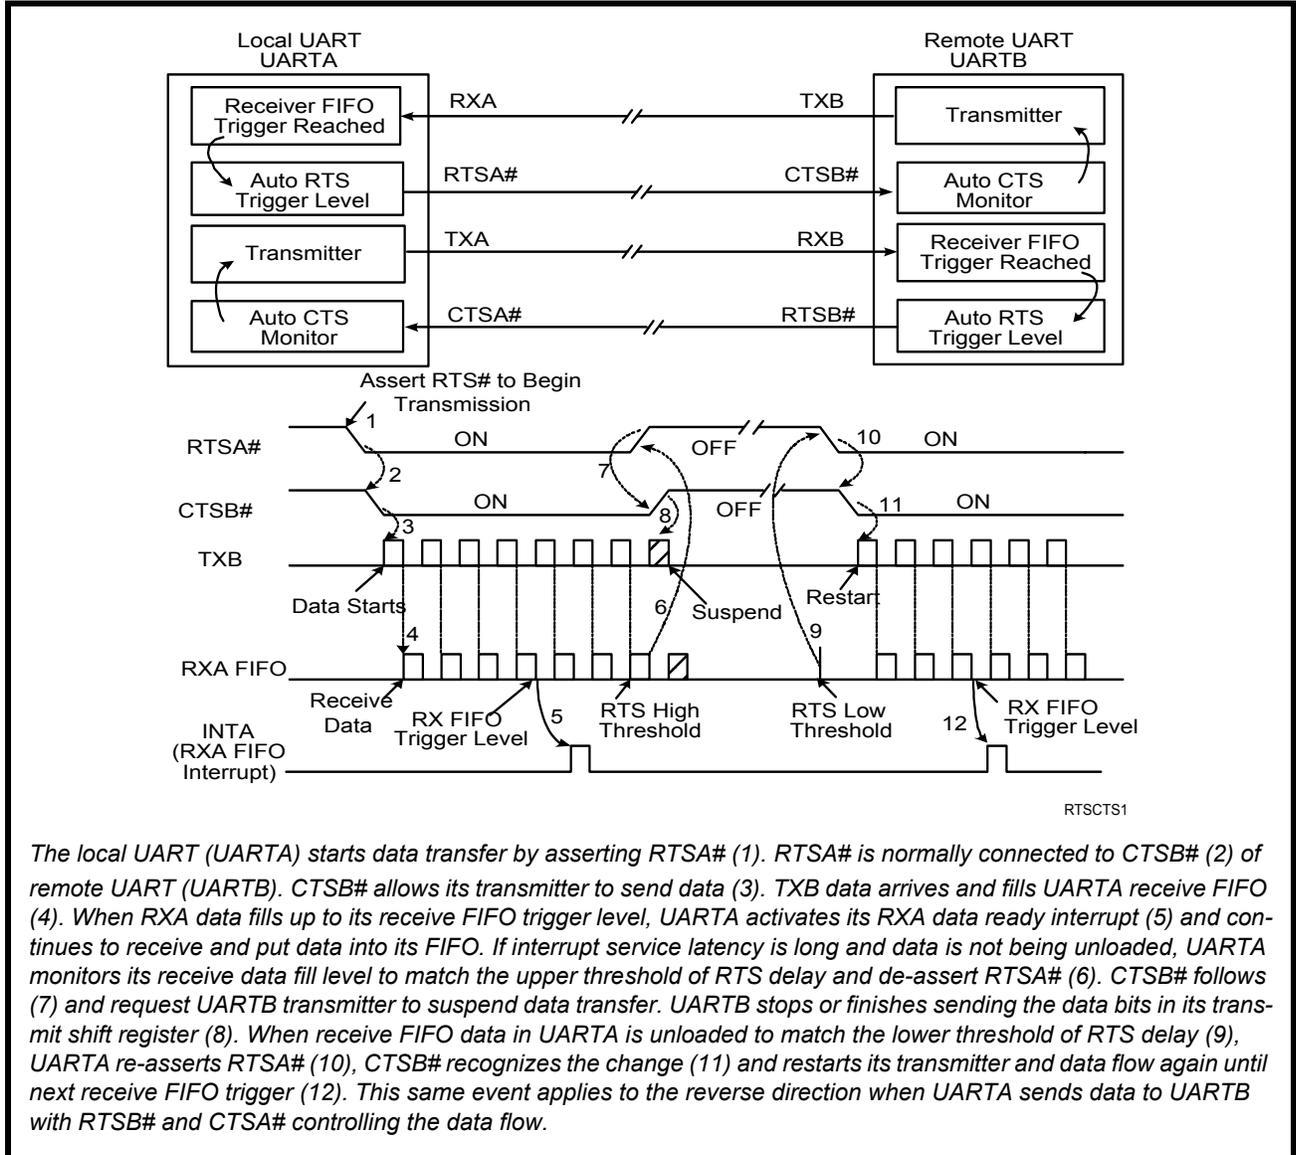 Local UART
UARTA
Remote UART
UARTB
Receiver FIFO
Trigger Reached
RXA
TXB
Transmitter
Auto RTS
Trigger Level
RTSA#
CTSB#
Auto CTS
Monitor
Transmitter
TXA
RXB
Receiver FIFO
Trigger Reached
Auto CTS
Monitor
CTSA#
RTSB#
Auto RTS
Trigger Level
Assert RTS# to Begin
Transmission
1
RTSA#
ON
OFF
10
ON
2
7
CTSB#
ON
OFF
11
ON
3
8
TXB
Data Starts
6
Suspend
Restart
4
9
RXA FIFO
Receive
Data
RX FIFO
Trigger Level
5
RTS High
Threshold
RTS Low
Threshold
12
RX FIFO
Trigger Level
INTA
(RXA FIFO
Interrupt)
RTSCTS1
The local UART (UARTA) starts data transfer by asserting RTSA# (1). RTSA# is normally connected to CTSB# (2) of
remote UART (UARTB). CTSB# allows its transmitter to send data (3). TXB data arrives and fills UARTA receive FIFO
(4). When RXA data fills up to its receive FIFO trigger level, UARTA activates its RXA data ready interrupt (5) and con-
tinues to receive and put data into its FIFO. If interrupt service latency is long and data is not being unloaded, UARTA
monitors its receive data fill level to match the upper threshold of RTS delay and de-assert RTSA# (6). CTSB# follows
(7) and request UARTB transmitter to suspend data transfer. UARTB stops or finishes sending the data bits in its trans-
mit shift register (8). When receive FIFO data in UARTA is unloaded to match the lower threshold of RTS delay (9),
UARTA re-asserts RTSA# (10), CTSB# recognizes the change (11) and restarts its transmitter and data flow again until
next receive FIFO trigger (12). This same event applies to the reverse direction when UARTA sends data to UARTB
with RTSB# and CTSA# controlling the data flow.